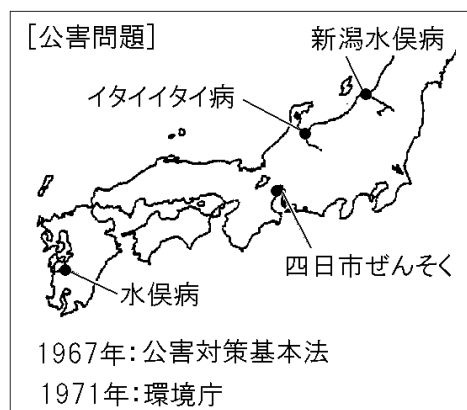 [公害問題]
新潟水俣病
イタイイタイ病
四日市ぜんそく
水俣病
1967年：公害対策基本法
1971年：環境庁